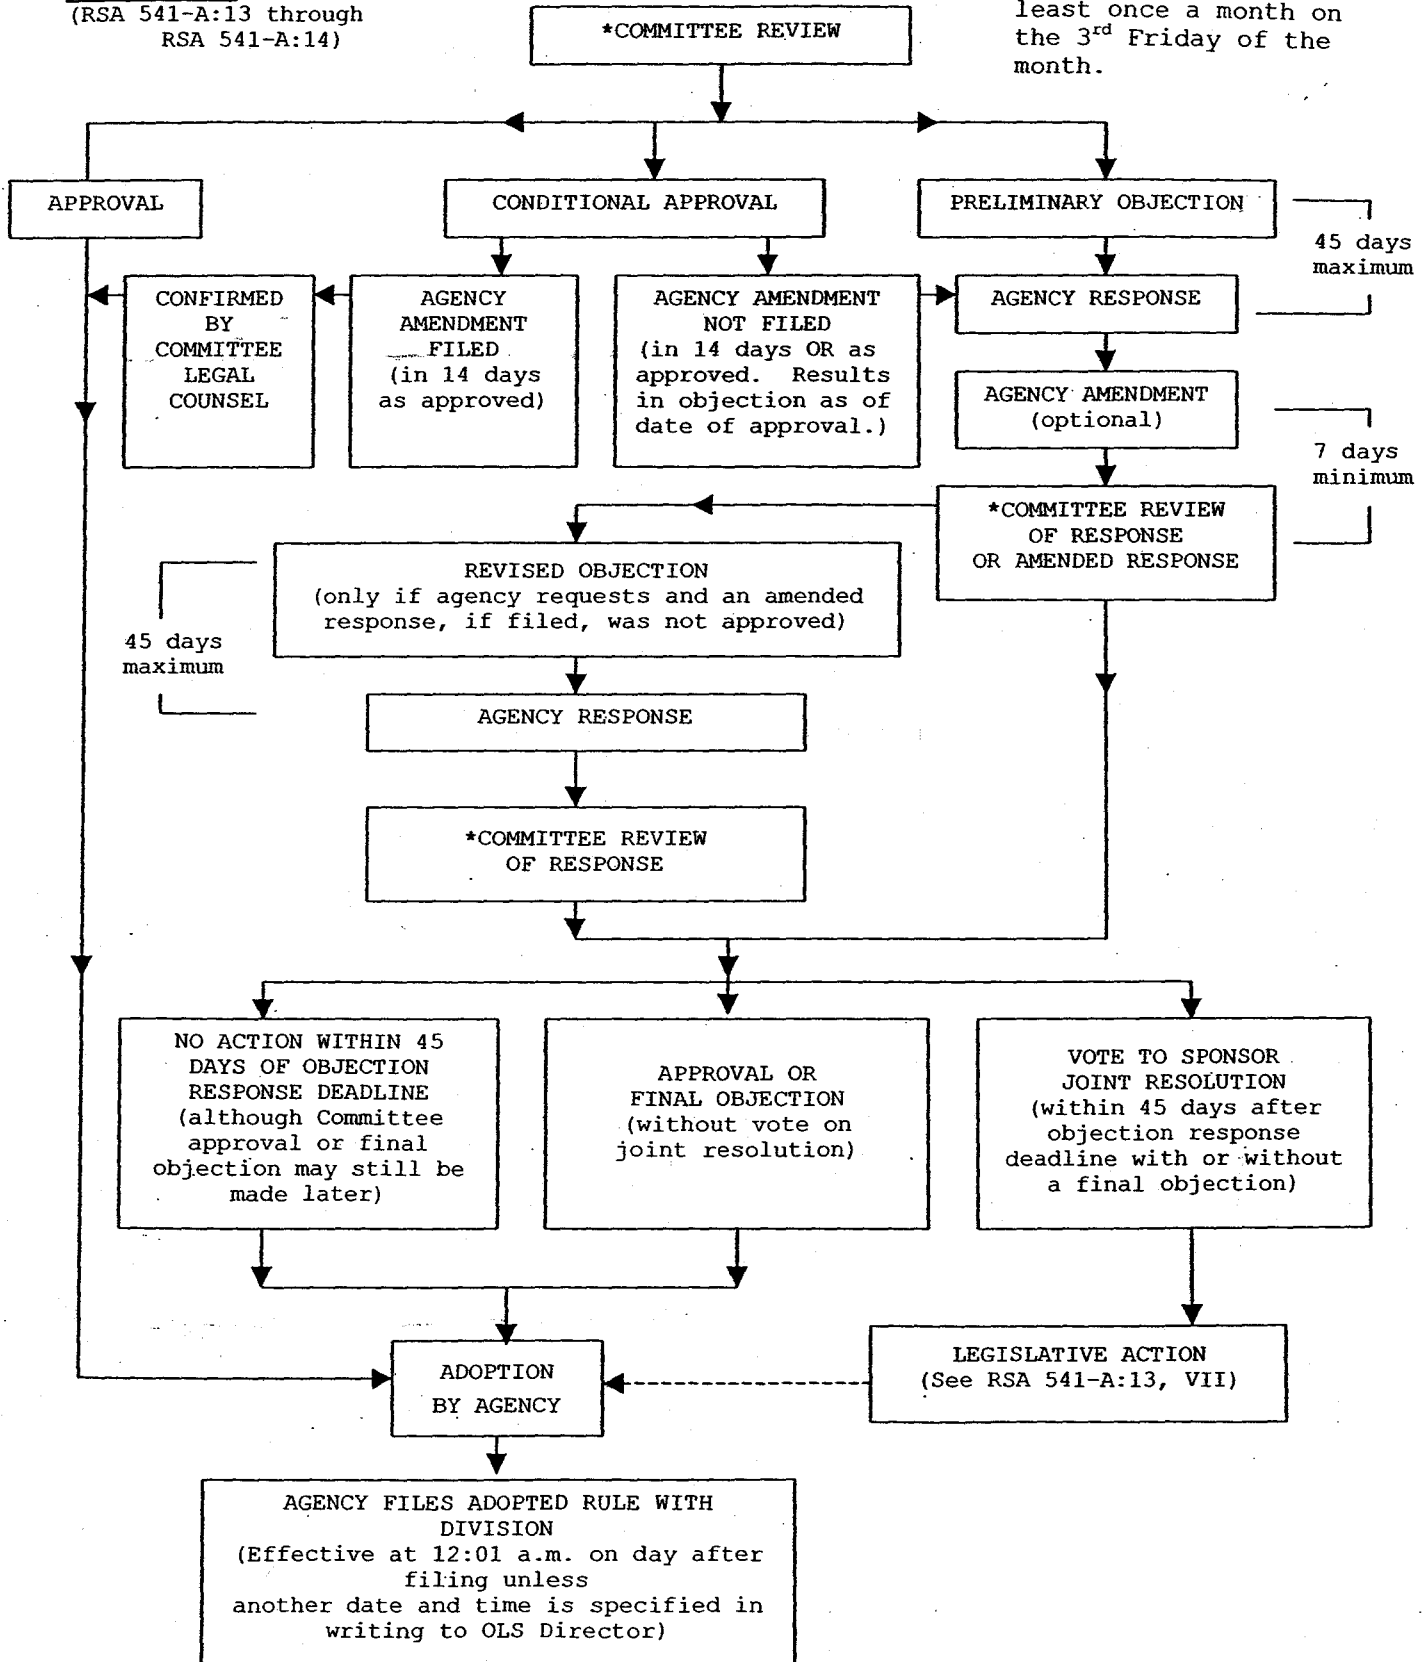 (RSA 541-A:13 through
RSA 541-A:14)
*COMMITTEE REVIEW
least once a month on
the 3rd Friday of the
month.
APPROVAL
CONDITIONAL APPROVAL
PRELIMINARY OBJECTION
45 days
maximum
CONFIRMED
BY
COMMITTEE
LEGAL
COUNSEL
AGENCY
AMENDMENT
FILED
(in 14 days
as approved)
AGENCY AMENDMENT
NOT FILED
(in 14 days OR as
approved. Results
in objection as of
date of approval.)
AGENCY RESPONSE
AGENCY AMENDMENT
(optional)
7 days
minimum
*COMMITTEE REVIEW
OF RESPONSE
OR AMENDED RESPONSE
REVISED OBJECTION
(only if agency requests and an amended
response, if filed, was not approved)
45 days
maximum
AGENCY RESPONSE
*COMMITTEE REVIEW
OF RESPONSE
NO ACTION WITHIN 45
DAYS OF OBJECTION
RESPONSE DEADLINE
(although Committee
approval or final
objection may still be
made later)
APPROVAL OR
FINAL OBJECTION
(without vote on
joint resolution)
VOTE TO SPONSOR
JOINT RESOLUTION
(within 45 days after
objection response
deadline with or without
a final objection)
ADOPTION
BY AGENCY
LEGISLATIVE ACTION
(See RSA 541-A:13, VII)
AGENCY FILES ADOPTED RULE WITH
DIVISION
(Effective at 12:01 a.m. on day after
filing unless
another date and time is specified in
writing to OLS Director)